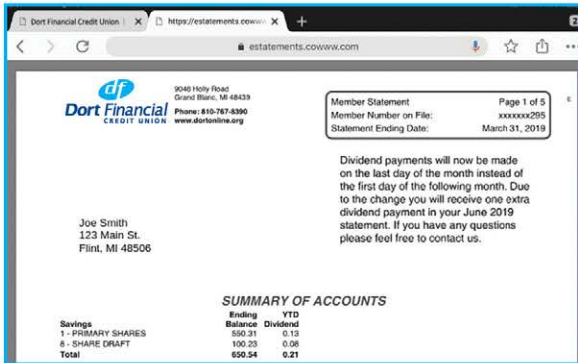 Dort Financial Credit Union
https://estatements.cowww
estatements.cowww.com
df
Dort Financial
CREDIT UNION
9048 Holly Road
Grand Blanc, MI 48439
Phone: 810-767-8390
www.dortonline.org
Member Statement Page 1 of 5
Member Number on File: xxxxxxx295
Statement Ending Date: March 31, 2019
Dividend payments will now be made
on the last day of the month instead of
the first day of the following month. Due
to the change you will receive one extra
dividend payment in your June 2019
statement. If you have any questions
please feel free to contact us.
Joe Smith
123 Main St.
Flint, MI 48506
SUMMARY OF ACCOUNTS
Ending YTD
Savings Balance Dividend
1 - PRIMARY SHARES 550.31 0.13
8 - SHARE DRAFT 100.23 0.08
Total 650.54 0.21